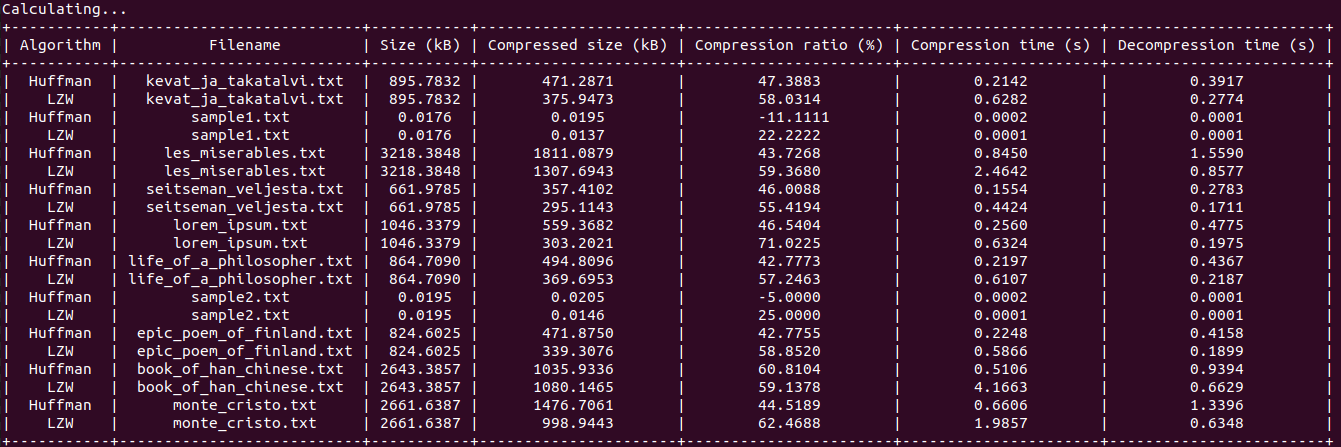 Calculating...
+-----------+---------------------------+-----------+----------------------+-----------------------+----------------------+------------------------+
| Algorithm |         Filename          | Size (kB) | Compressed size (kB) | Compression ratio (%) | Compression time (s) | Decompression time (s) |
+-----------+---------------------------+-----------+----------------------+-----------------------+----------------------+------------------------+
|  Huffman  |   kevat_ja_takatalvi.txt  |  895.7832 |       471.2871       |        47.3883        |        0.2142        |         0.3917         |
|    LZW    |   kevat_ja_takatalvi.txt  |  895.7832 |       375.9473       |        58.0314        |        0.6282        |         0.2774         |
|  Huffman  |        sample1.txt        |   0.0176  |        0.0195        |        -11.1111       |        0.0002        |         0.0001         |
|    LZW    |        sample1.txt        |   0.0176  |        0.0137        |        22.2222        |        0.0001        |         0.0001         |
|  Huffman  |     les_miserables.txt    | 3218.3848 |      1811.0879       |        43.7268        |        0.8450        |         1.5590         |
|    LZW    |     les_miserables.txt    | 3218.3848 |      1307.6943       |        59.3680        |        2.4642        |         0.8577         |
|  Huffman  |   seitseman_veljesta.txt  |  661.9785 |       357.4102       |        46.0088        |        0.1554        |         0.2783         |
|    LZW    |   seitseman_veljesta.txt  |  661.9785 |       295.1143       |        55.4194        |        0.4424        |         0.1711         |
|  Huffman  |      lorem_ipsum.txt      | 1046.3379 |       559.3682       |        46.5404        |        0.2560        |         0.4775         |
|    LZW    |      lorem_ipsum.txt      | 1046.3379 |       303.2021       |        71.0225        |        0.6324        |         0.1975         |
|  Huffman  | life_of_a_philosopher.txt |  864.7090 |       494.8096       |        42.7773        |        0.2197        |         0.4367         |
|    LZW    | life_of_a_philosopher.txt |  864.7090 |       369.6953       |        57.2463        |        0.6107        |         0.2187         |
|  Huffman  |        sample2.txt        |   0.0195  |        0.0205        |        -5.0000        |        0.0002        |         0.0001         |
|    LZW    |        sample2.txt        |   0.0195  |        0.0146        |        25.0000        |        0.0001        |         0.0001         |
|  Huffman  |  epic_poem_of_finland.txt |  824.6025 |       471.8750       |        42.7755        |        0.2248        |         0.4158         |
|    LZW    |  epic_poem_of_finland.txt |  824.6025 |       339.3076       |        58.8520        |        0.5866        |         0.1899         |
|  Huffman  |  book_of_han_chinese.txt  | 2643.3857 |      1035.9336       |        60.8104        |        0.5106        |         0.9394         |
|    LZW    |  book_of_han_chinese.txt  | 2643.3857 |      1080.1465       |        59.1378        |        4.1663        |         0.6629         |
|  Huffman  |      monte_cristo.txt     | 2661.6387 |      1476.7061       |        44.5189        |        0.6606        |         1.3396         |
|    LZW    |      monte_cristo.txt     | 2661.6387 |       998.9443       |        62.4688        |        1.9857        |         0.6348         |
+-----------+---------------------------+-----------+----------------------+-----------------------+----------------------+------------------------+